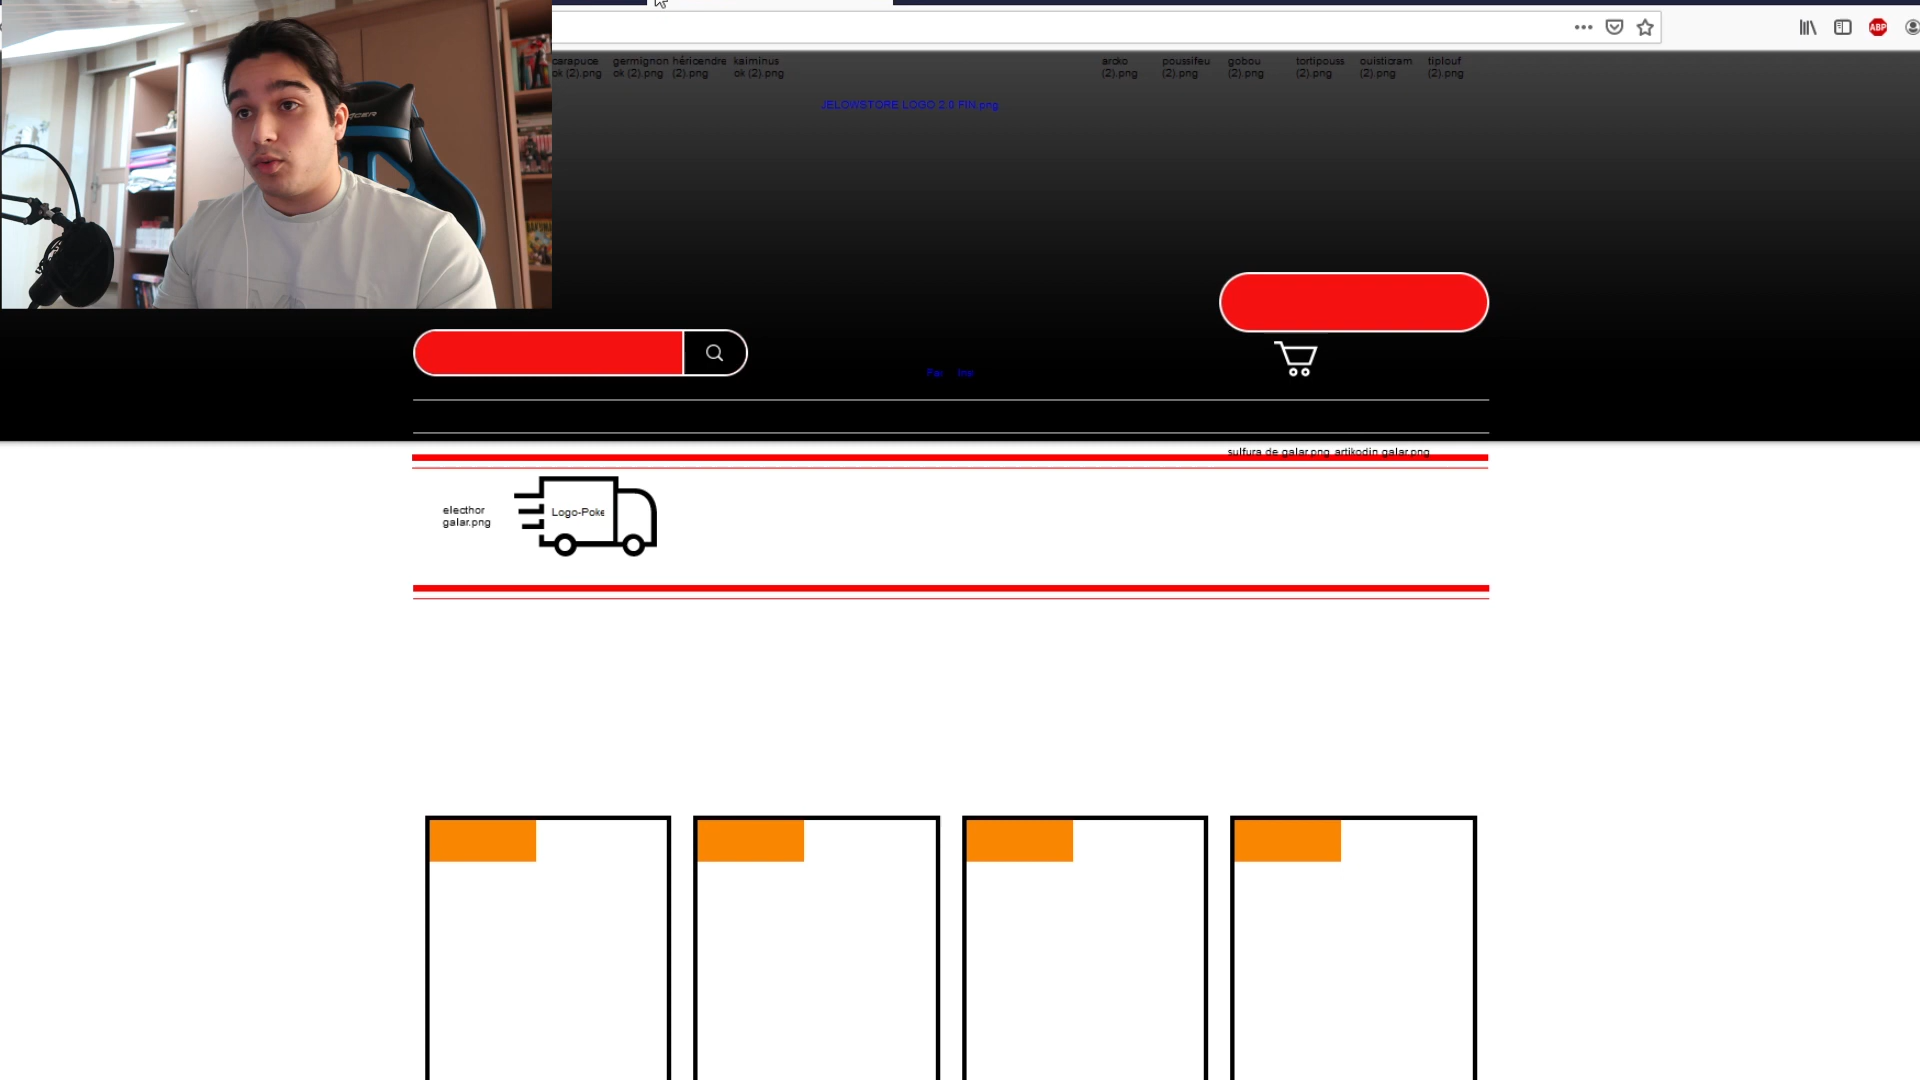 carapuce
ok (2).png
germignon
ok (2).png
héricendre
(2).png
kaiminus
ok (2).png
arcko
(2).png
poussifeu
(2).png
gobou
(2).png
tortipouss
(2).png
ouisticram
(2).png
tiplouf
(2).png
ABP
JELOWSTORE LOGO 2.0 FIN.png
sulfura de galar.png artikodin galar.png
electhor
galar.png
Logo-Poke